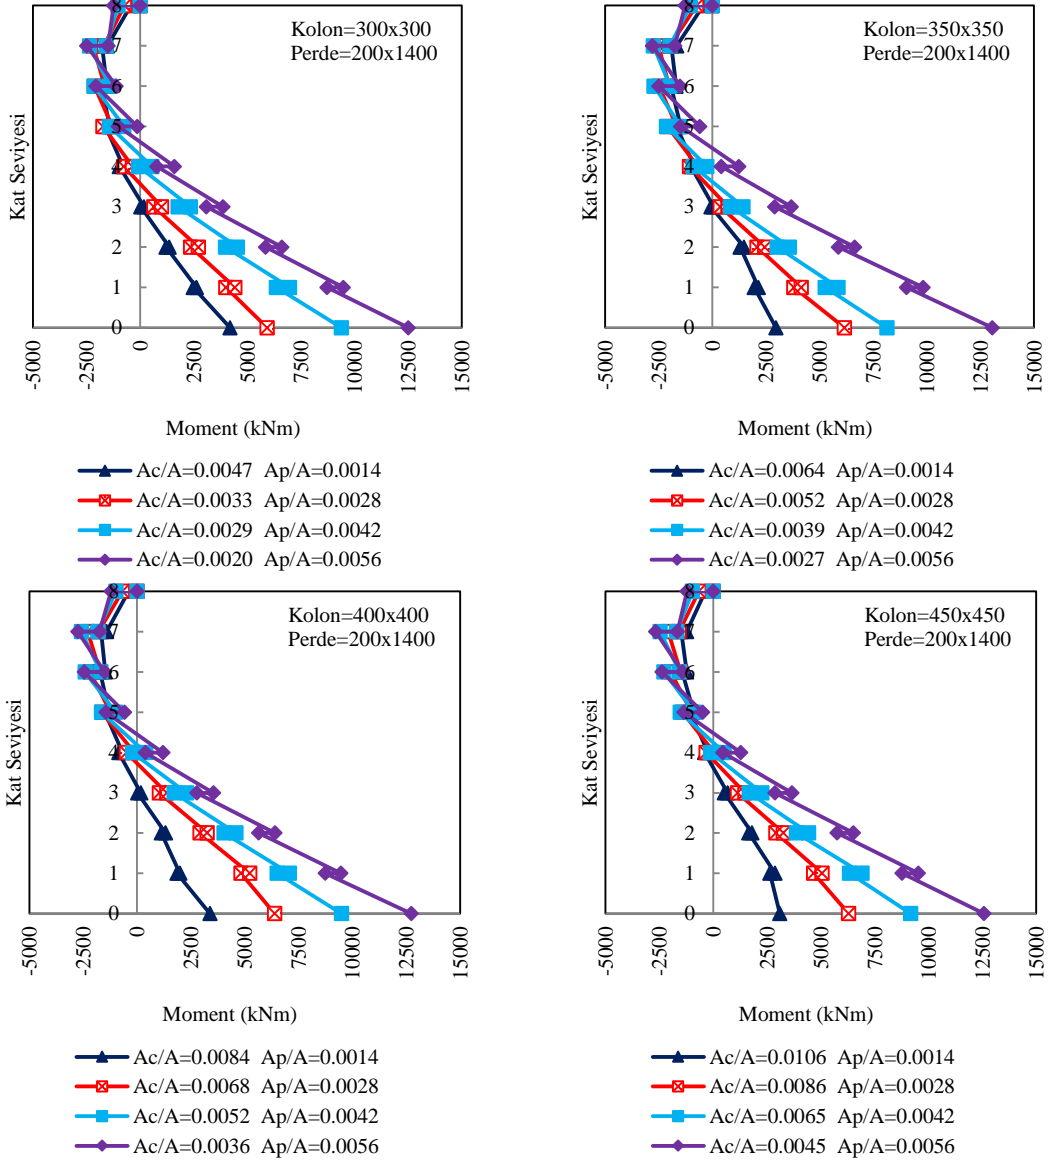 Kolon=300x300
Perde=200x1400
Kat Seviyesi
8
7
6
5
4
3
2
1
0
-5000
-2500
0
2500
5000
7500
10000
12500
15000
Moment (kNm)
Ac/A=0.0047 Ap/A=0.0014
Ac/A=0.0033 Ap/A=0.0028
Ac/A=0.0029 Ap/A=0.0042
Ac/A=0.0020 Ap/A=0.0056
Kolon=350x350
Perde=200x1400
Kat Seviyesi
8
7
6
5
4
3
2
1
0
-5000
-2500
0
2500
5000
7500
10000
12500
15000
Moment (kNm)
Ac/A=0.0064 Ap/A=0.0014
Ac/A=0.0052 Ap/A=0.0028
Ac/A=0.0039 Ap/A=0.0042
Ac/A=0.0027 Ap/A=0.0056
Kolon=400x400
Perde=200x1400
Kat Seviyesi
8
7
6
5
4
3
2
1
0
-5000
-2500
0
2500
5000
7500
10000
12500
15000
Moment (kNm)
Ac/A=0.0084 Ap/A=0.0014
Ac/A=0.0068 Ap/A=0.0028
Ac/A=0.0052 Ap/A=0.0042
Ac/A=0.0036 Ap/A=0.0056
Kolon=450x450
Perde=200x1400
Kat Seviyesi
8
7
6
5
4
3
2
1
0
-5000
-2500
0
2500
5000
7500
10000
12500
15000
Moment (kNm)
Ac/A=0.0106 Ap/A=0.0014
Ac/A=0.0086 Ap/A=0.0028
Ac/A=0.0065 Ap/A=0.0042
Ac/A=0.0045 Ap/A=0.0056